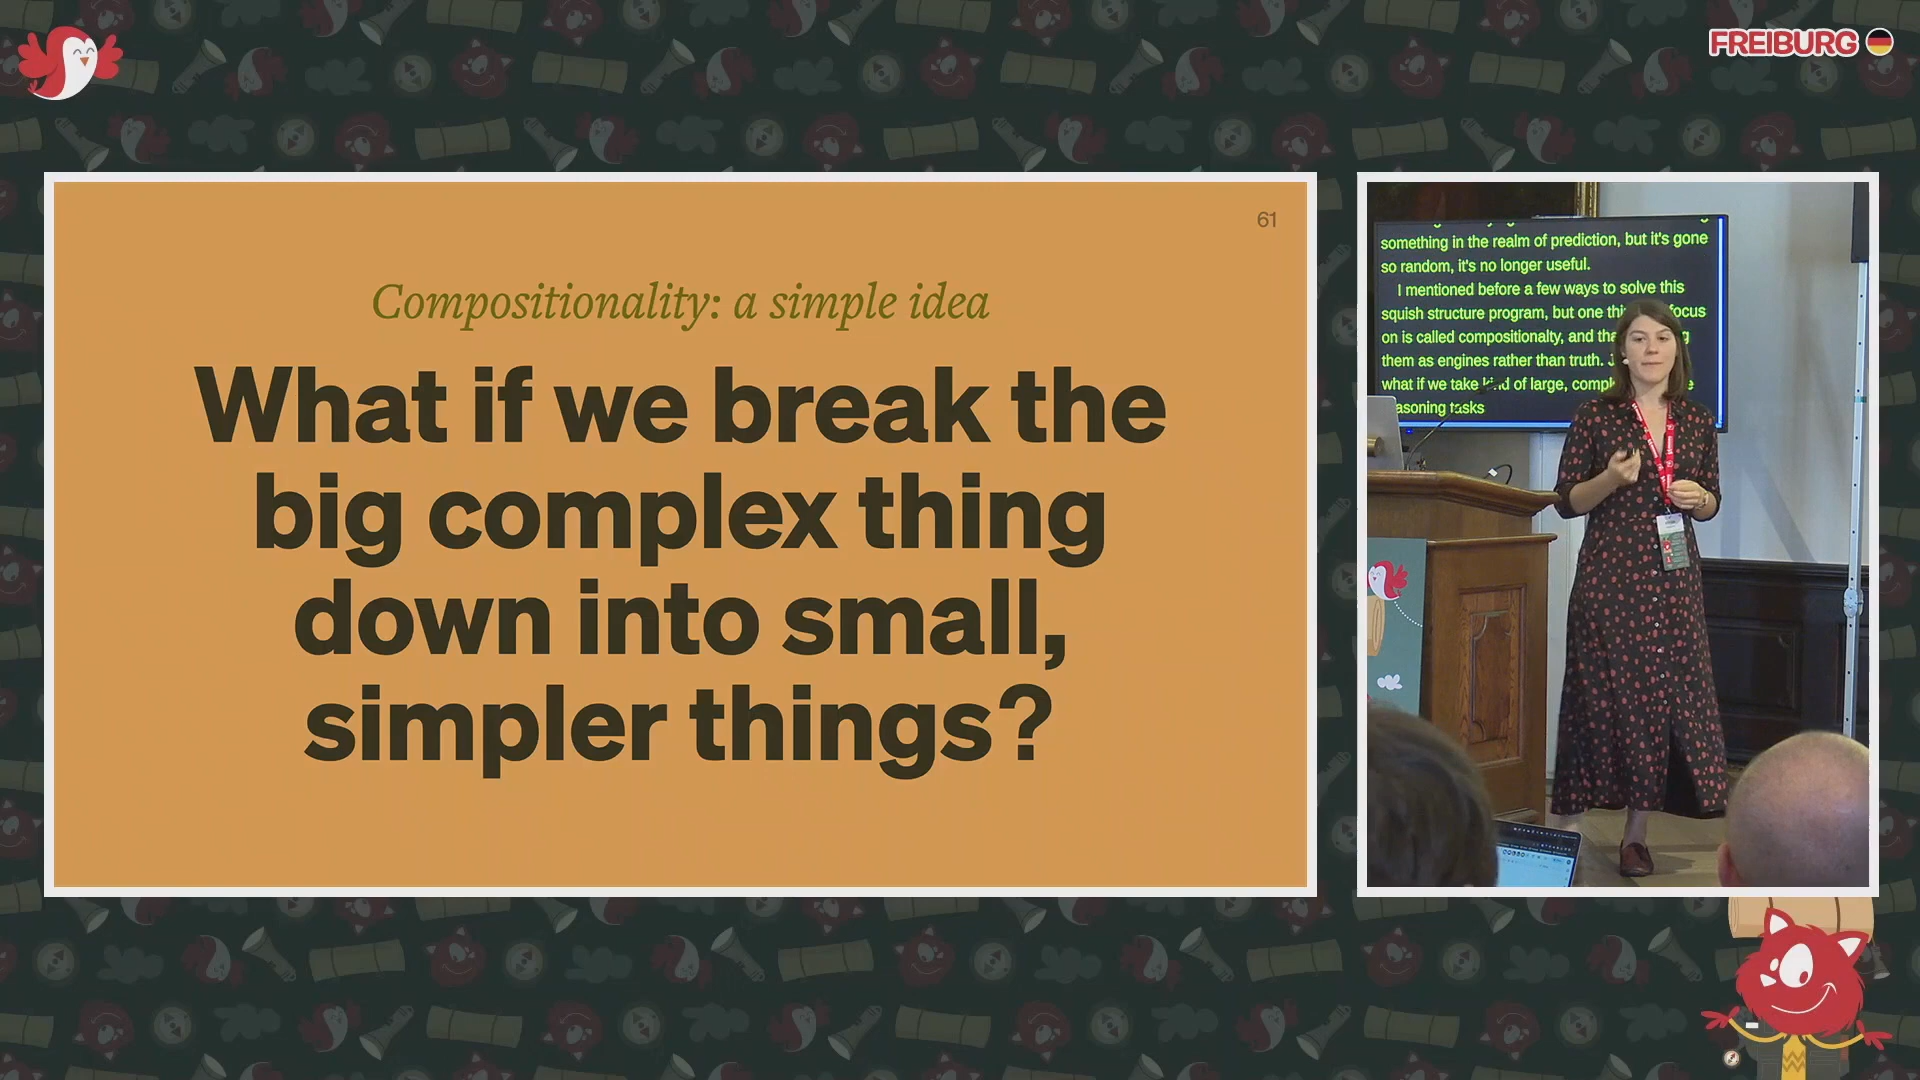 FREIBURG
61
Compositionality: a simple idea
What if we break the
big complex thing
down into small,
simpler things?
something in the realm of prediction, but it's gone
so random, it's no longer useful.
I mentioned before a few ways to solve this
squish structure program, but one focus
on is called compositionalty, and
them as engines rather than truth.
what if we take kind of large,
asoning tasks